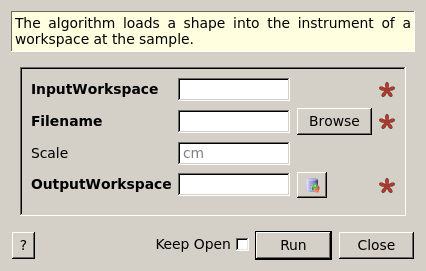 The algorithm loads a shape into the instrument of a
workspace at the sample.
InputWorkspace
Filename Browse
Scale cm
OutputWorkspace
? Keep Open Run Close